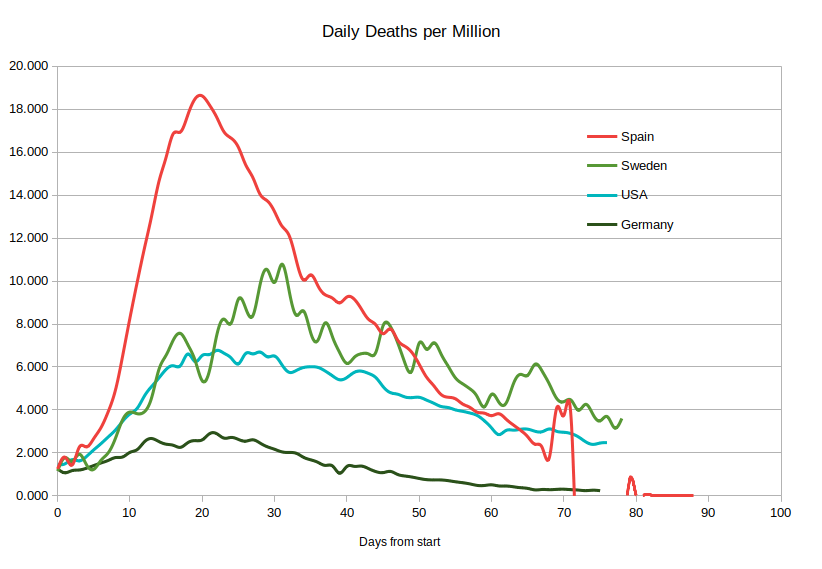 Daily Deaths per Million
20.000
18.000
16.000
14.000
12.000
10.000
8.000
6.000
4.000
2.000
0.000
Spain
Sweden
USA
Germany
0 10 20 30 40 50 60 70 80 90 100
Days from start